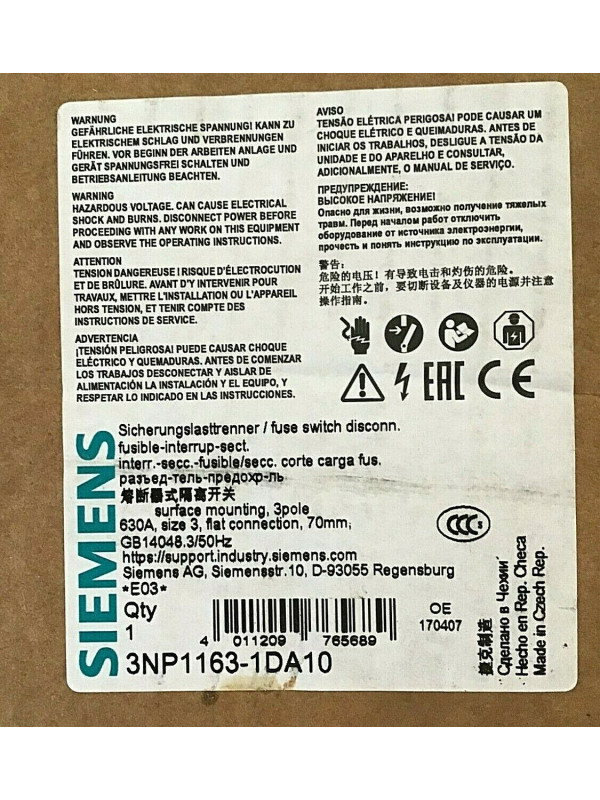 WARNUNG
GEFÄHRLICHE ELEKTRISCHE SPANNUNG! KANN ZU
ELEKTRISCHEM SCHLAG UND VERBRENNUNGEN
FÜHREN. VOR BEGINN DER ARBEITEN ANLAGE UND
GERÄT SPANNUNGSFREI SCHALTEN UND
BETRIEBSANLEITUNG BEACHTEN.
WARNING
HAZARDOUS VOLTAGE. CAN CAUSE ELECTRICAL
SHOCK AND BURNS. DISCONNECT POWER BEFORE
PROCEEDING WITH ANY WORK ON THIS EQUIPMENT
AND OBSERVE THE OPERATING INSTRUCTIONS.
ATTENTION
TENSION DANGEREUSE ! RISQUE D'ÉLECTROCUTION
ET DE BRÛLURE. AVANT D'Y INTERVENIR POUR
TRAVAUX, METTRE L'INSTALLATION OU L'APPAREIL
HORS TENSION, ET TENIR COMPTE DES
INSTRUCTIONS DE SERVICE.
ADVERTENCIA
¡TENSIÓN PELIGROSA! PUEDE CAUSAR CHOQUE
ELÉCTRICO Y QUEMADURAS. ANTES DE COMENZAR
LOS TRABAJOS DESCONECTAR Y AISLAR DE
ALIMENTACIÓN LA INSTALACIÓN Y EL EQUIPO, Y
RESPETAR LO INDICADO EN LAS INSTRUCCIONES.
AVISO
TENSÃO ELÉTRICA PERIGOSA! PODE CAUSAR UM
CHOQUE ELÉTRICO E QUEIMADURAS. ANTES DE
INICIAR OS TRABALHOS, DESLIGUE A TENSÃO DA
UNIDADE E DO APARELHO E CONSULTAR,
ADICIONALMENTE, O MANUAL DE SERVIÇO.
ПРЕДУПРЕЖДЕНИЕ:
ВЫСОКОЕ НАПРЯЖЕНИЕ!
Опасно для жизни, возможно получение тяжелых
травм. Перед началом работ отключить
оборудование от источника электроэнергии,
прочесть и понять инструкцию по эксплуатации.
警告:
危险的电压! 有导致电击和灼伤的危险。
开始工作之前，要切断设备及仪器的电源并注意
操作指南。
EAC CE
SIEMENS
Sicherungslasttrenner / fuse switch disconn.
fusible-interrup-sect.
interr.-secc.-fusible/secc. corte carga fus.
разъед-тель-предохр-ль
熔断器式隔离开关
surface mounting, 3pole
630A, size 3, flat connection, 70mm;
GB14048.3/50Hz
https://support.industry.siemens.com
Siemens AG, Siemensstr.10, D-93055 Regensburg
*E03*
CCC S
Qty
1
4 011209 765689
OE
170407
3NP1163-1DA10
捷克制造
Сделано в Чехии
Hecho en Rep. Checa
Made in Czech Rep.